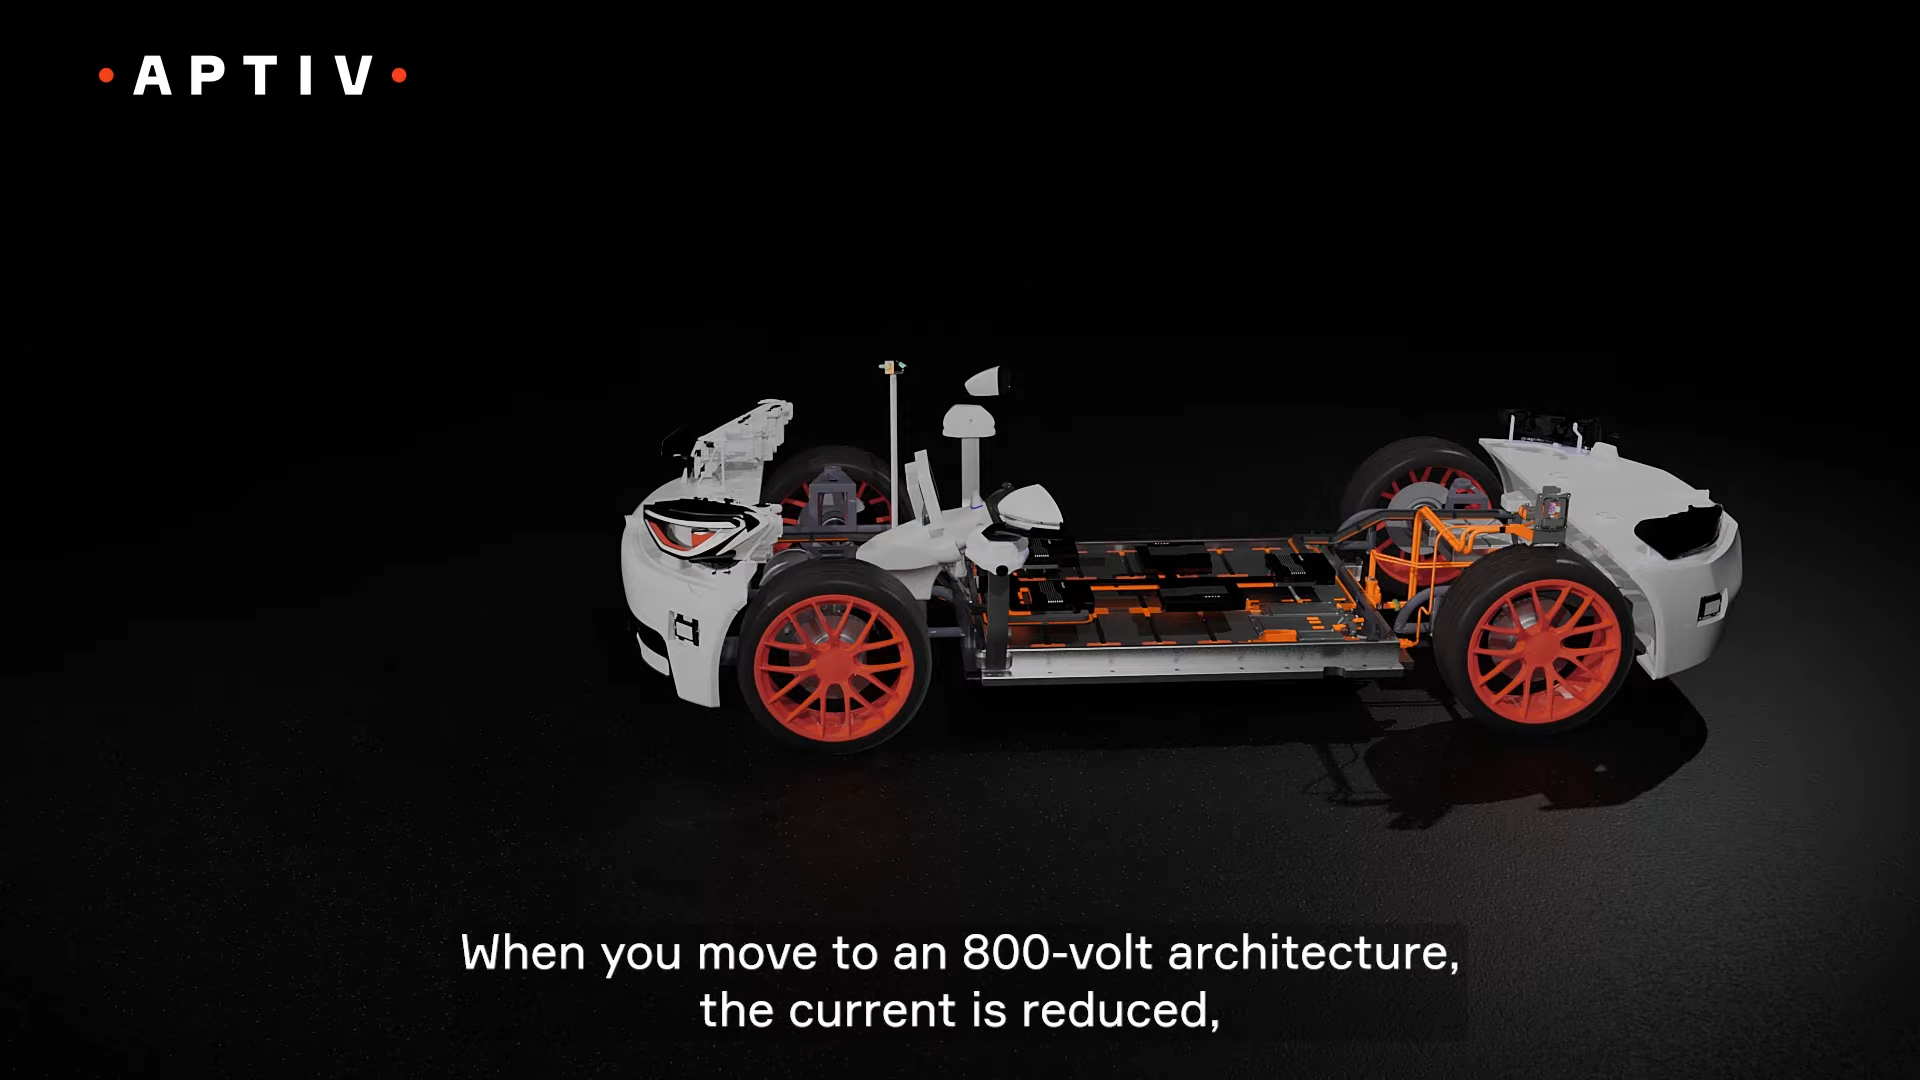 • APTIV •
When you move to an 800-volt architecture,
the current is reduced,